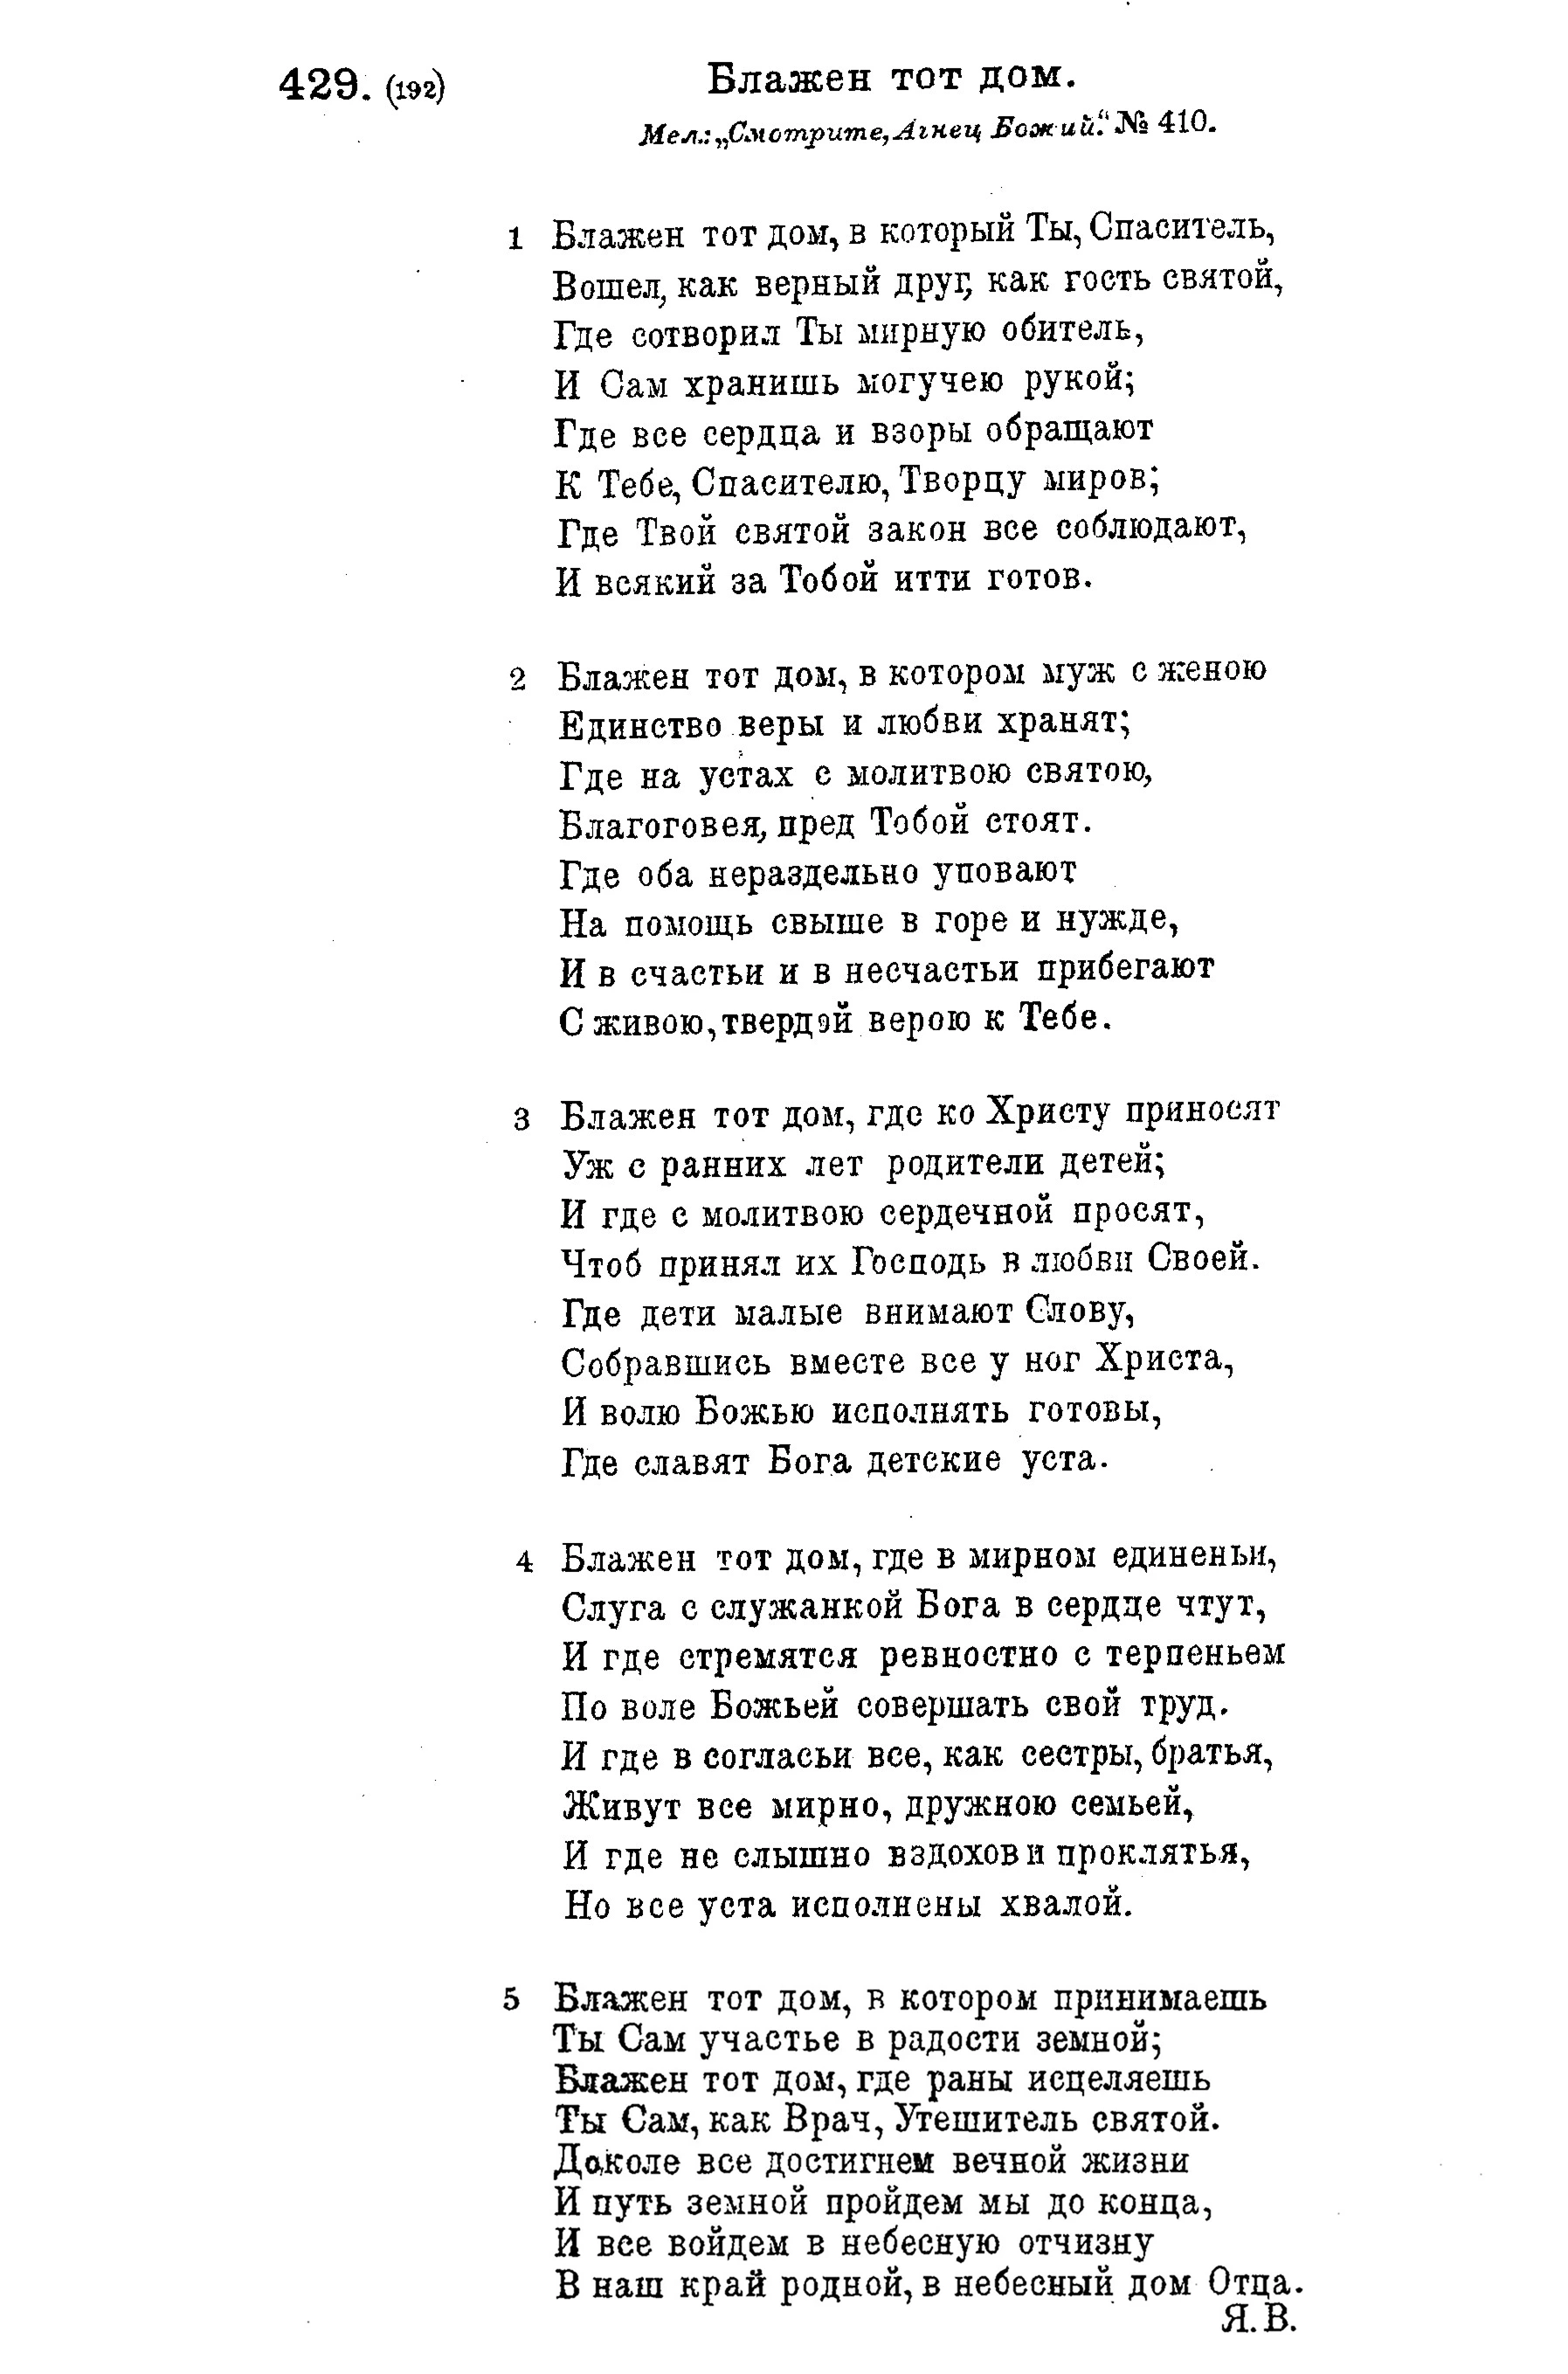 429. (192) Блажен тот дом.
Мел.: „Смотрите, Агнец Божий.“ № 410.
1 Блажен тот дом, в который Ты, Спаситель,
Вошел, как верный друг, как гость святой,
Где сотворил Ты мирную обитель,
И Сам хранишь могучею рукой;
Где все сердца и взоры обращают
К Тебе, Спасителю, Творцу миров;
Где Твой святой закон все соблюдают,
И всякий за Тобой итти готов.
2 Блажен тот дом, в котором муж с женою
Единство веры и любви хранят;
Где на устах с молитвою святою,
Благоговея, пред Тобой стоят.
Где оба нераздельно уповают
На помощь свыше в горе и нужде,
И в счастьи и в несчастьи прибегают
С живою, твердой верою к Тебе.
3 Блажен тот дом, где ко Христу приносят
Уж с ранних лет родители детей;
И где с молитвою сердечной просят,
Чтоб принял их Господь в любви Своей.
Где дети малые внимают Слову,
Собравшись вместе все у ног Христа,
И волю Божью исполнять готовы,
Где славят Бога детские уста.
4 Блажен тот дом, где в мирном единеньи,
Слуга с служанкой Бога в сердце чтут,
И где стремятся ревностно с терпеньем
По воле Божьей совершать свой труд.
И где в согласьи все, как сестры, братья,
Живут все мирно, дружною семьей,
И где не слышно вздохов и проклятья,
Но все уста исполнены хвалой.
5 Блажен тот дом, в котором принимаешь
Ты Сам участье в радости земной;
Блажен тот дом, где раны исцеляешь
Ты Сам, как Врач, Утешитель святой.
Доколе все достигнем вечной жизни
И путь земной пройдем мы до конца,
И все войдем в небесную отчизну
В наш край родной, в небесный дом Отца.
Я. В.